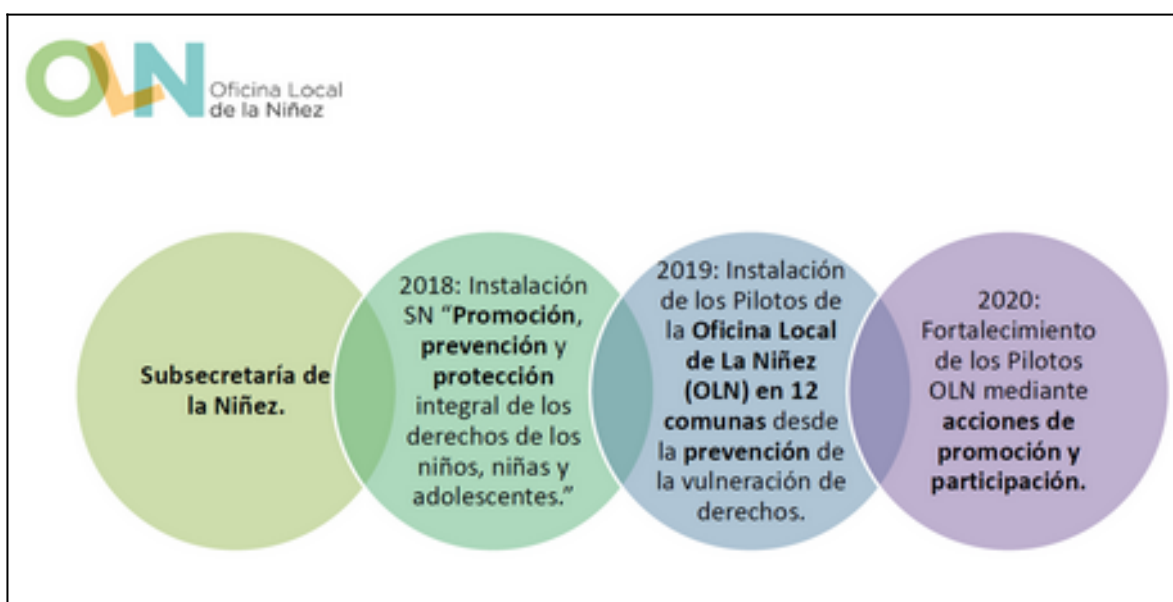 OLN
Oficina Local
de la Niñez
Subsecretaría de
la Niñez.
2018: Instalación
SN “Promoción,
prevención y
protección
integral de los
derechos de los
niños, niñas y
adolescentes.”
2019: Instalación
de los Pilotos de
la Oficina Local
de La Niñez
(OLN) en 12
comunas desde
la prevención de
la vulneración de
derechos.
2020:
Fortalecimiento
de los Pilotos
OLN mediante
acciones de
promoción y
participación.